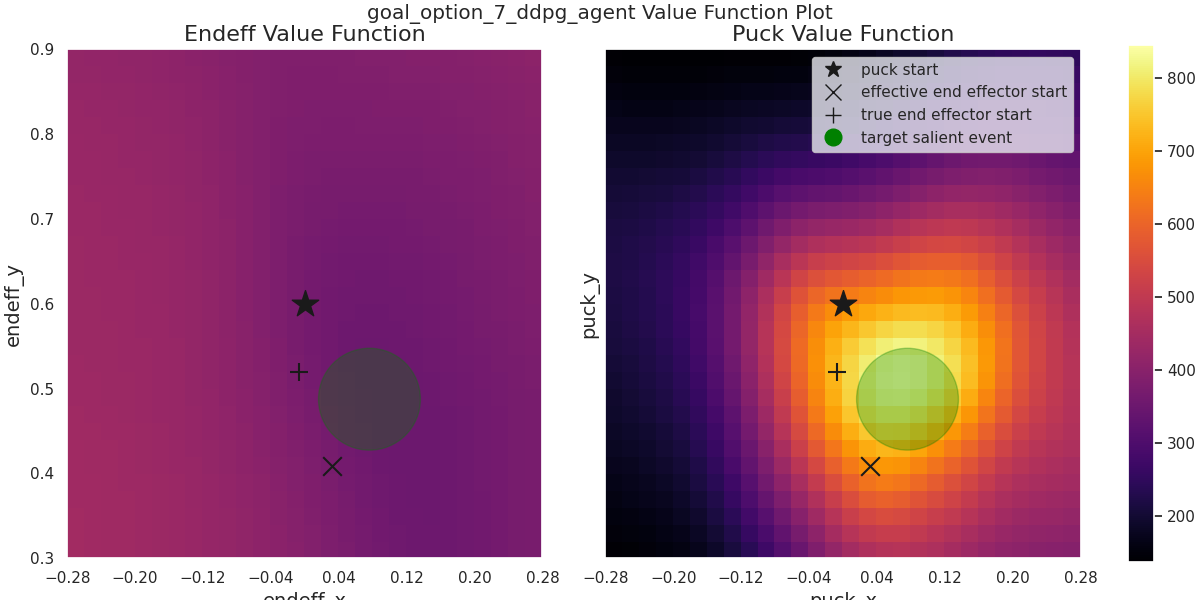 goal_option_7_ddpg_agent Value Function Plot
Endeff Value Function
endeff_y
0.9
0.8
0.7
0.6
0.5
0.4
0.3
−0.28 −0.20 −0.12 −0.04 0.04 0.12 0.20 0.28
endeff_x
Puck Value Function
puck start
effective end effector start
true end effector start
target salient event
puck_y
−0.28 −0.20 −0.12 −0.04 0.04 0.12 0.20 0.28
puck_x
800
700
600
500
400
300
200